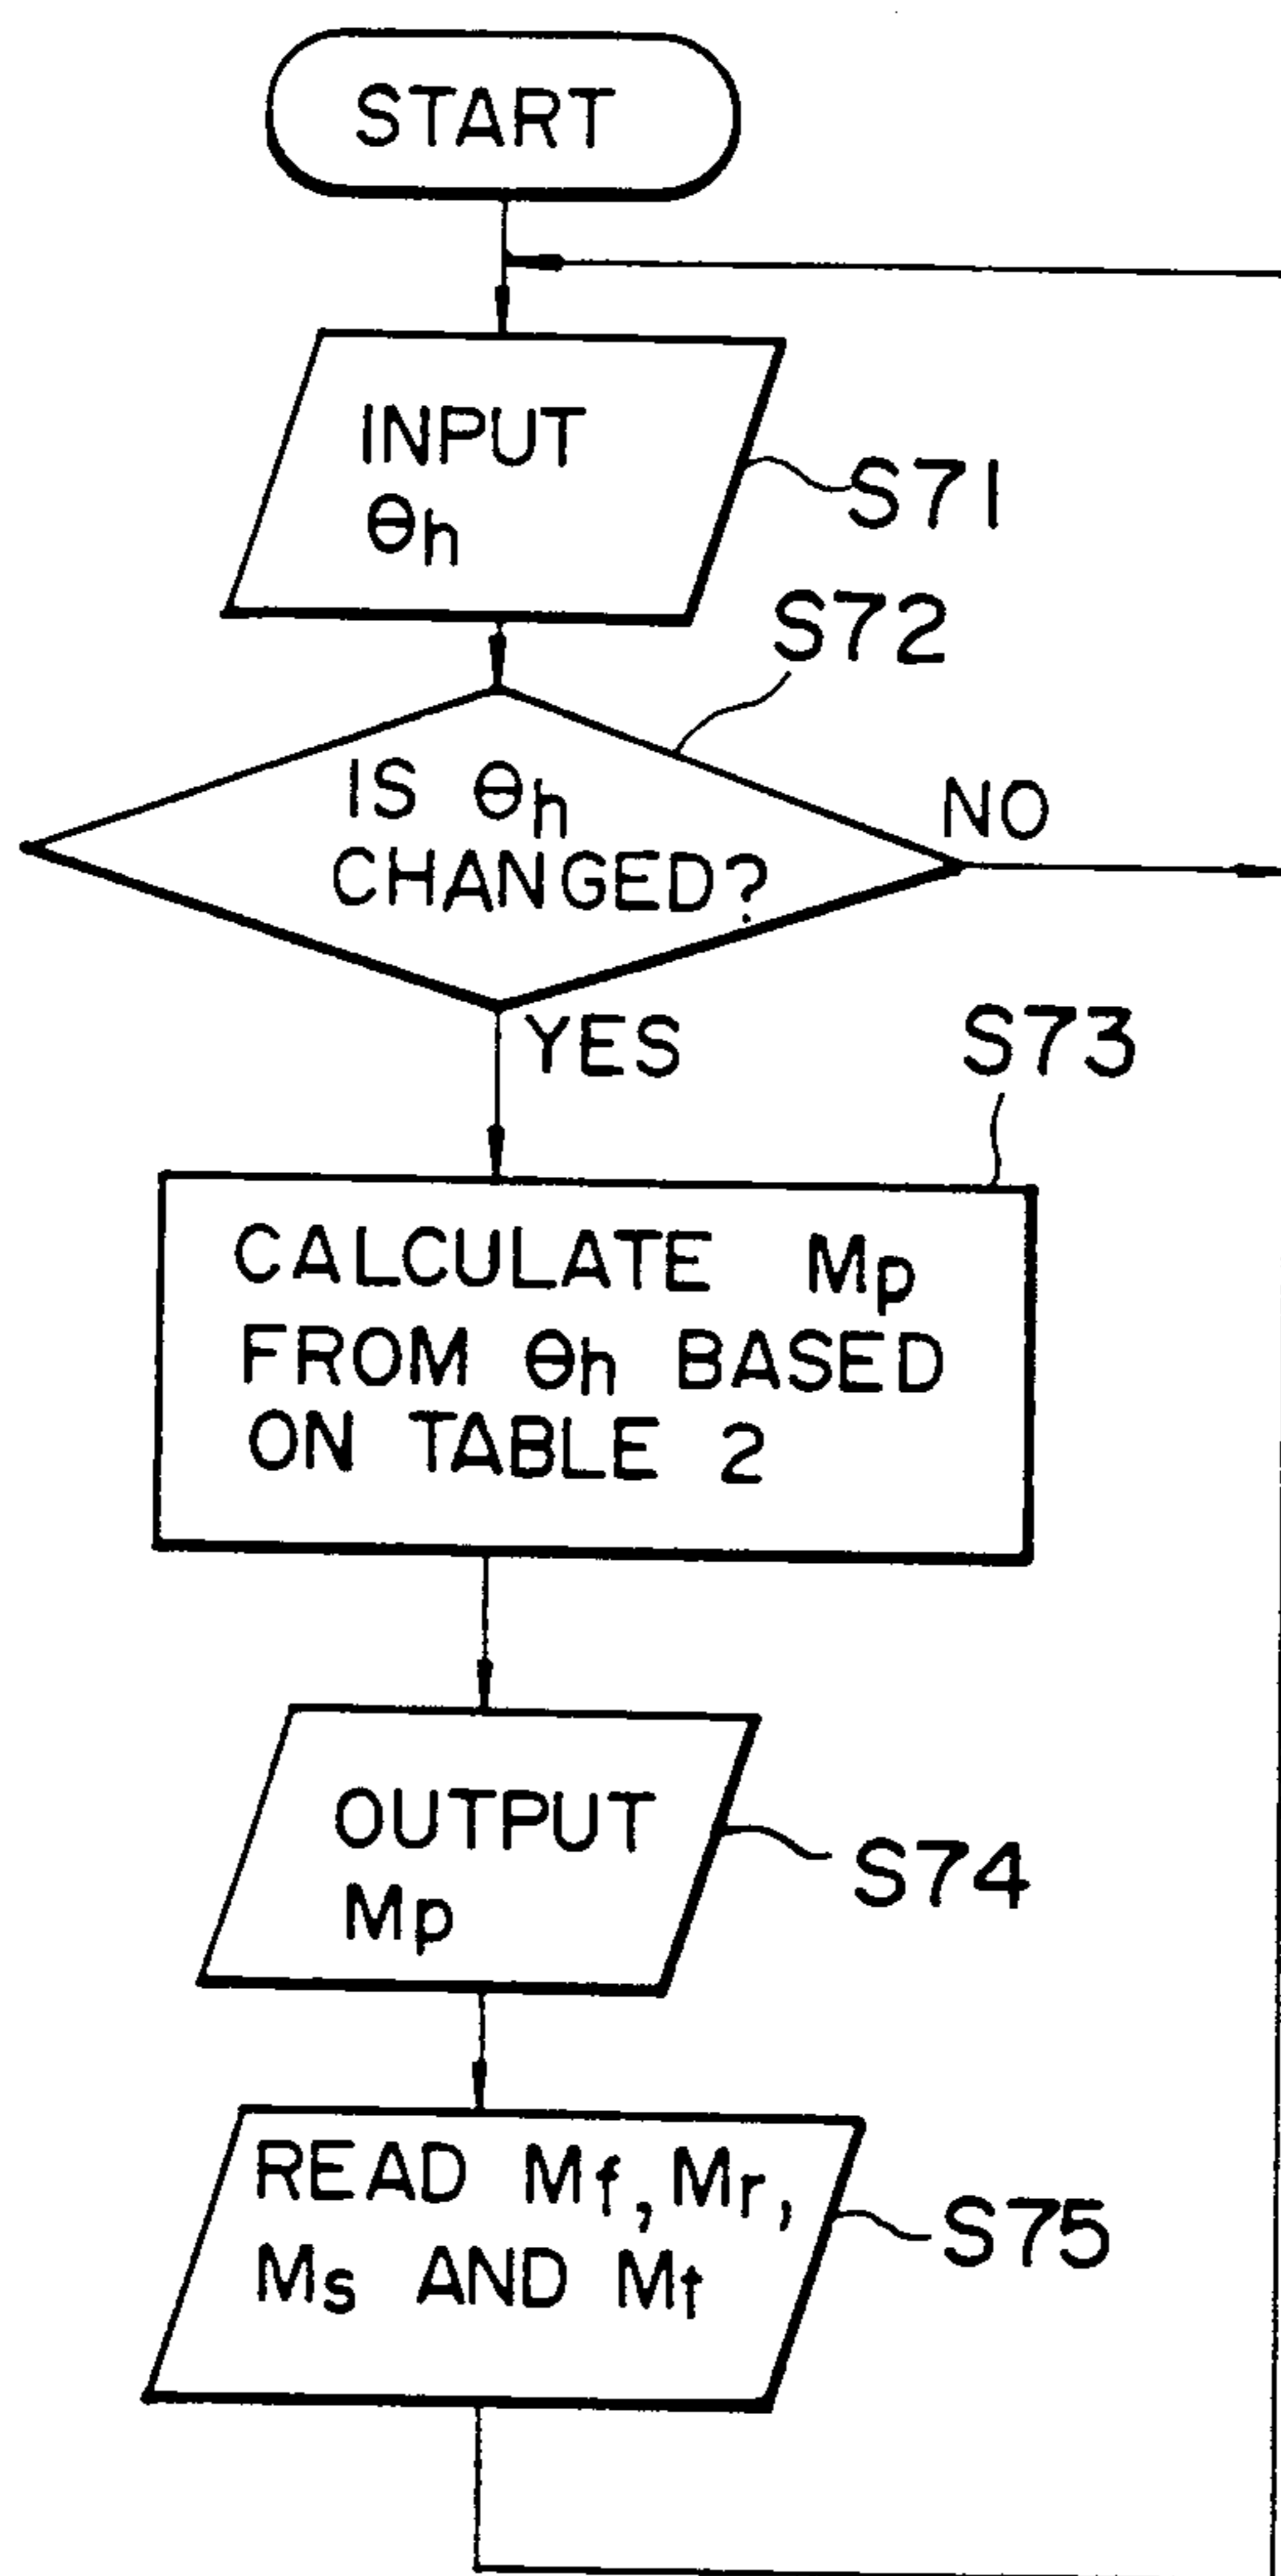 START
INPUT
θh
S71
S72
IS θh
CHANGED?
NO
YES
S73
CALCULATE Mp
FROM θh BASED
ON TABLE 2
OUTPUT
Mp
S74
READ Mf, Mr,
Ms AND Mt
S75